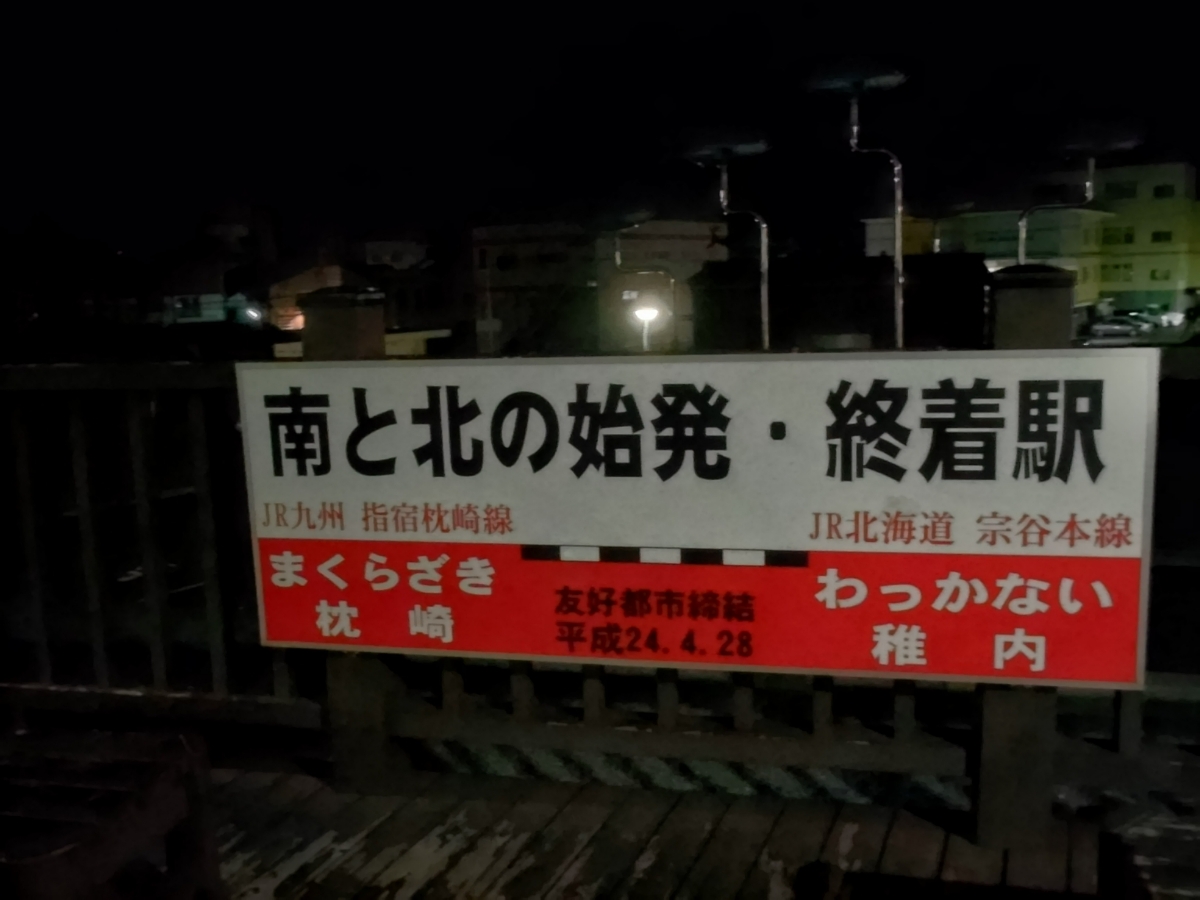 南と北の始発・終着駅
JR九州 指宿枕崎線
JR北海道 宗谷本線
まくらざき
枕崎
友好都市締結
平成24.4.28
わっかない
稚内